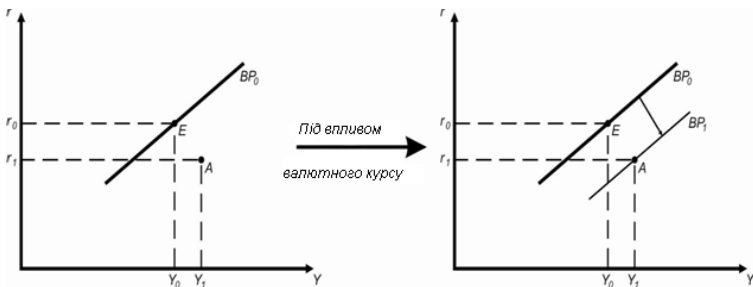 r
BP₀
r₀
E
r₁
A
Y₀
Y₁
Y
Під впливом
валютного курсу
r
BP₀
r₀
E
BP₁
r₁
A
Y₀
Y₁
Y